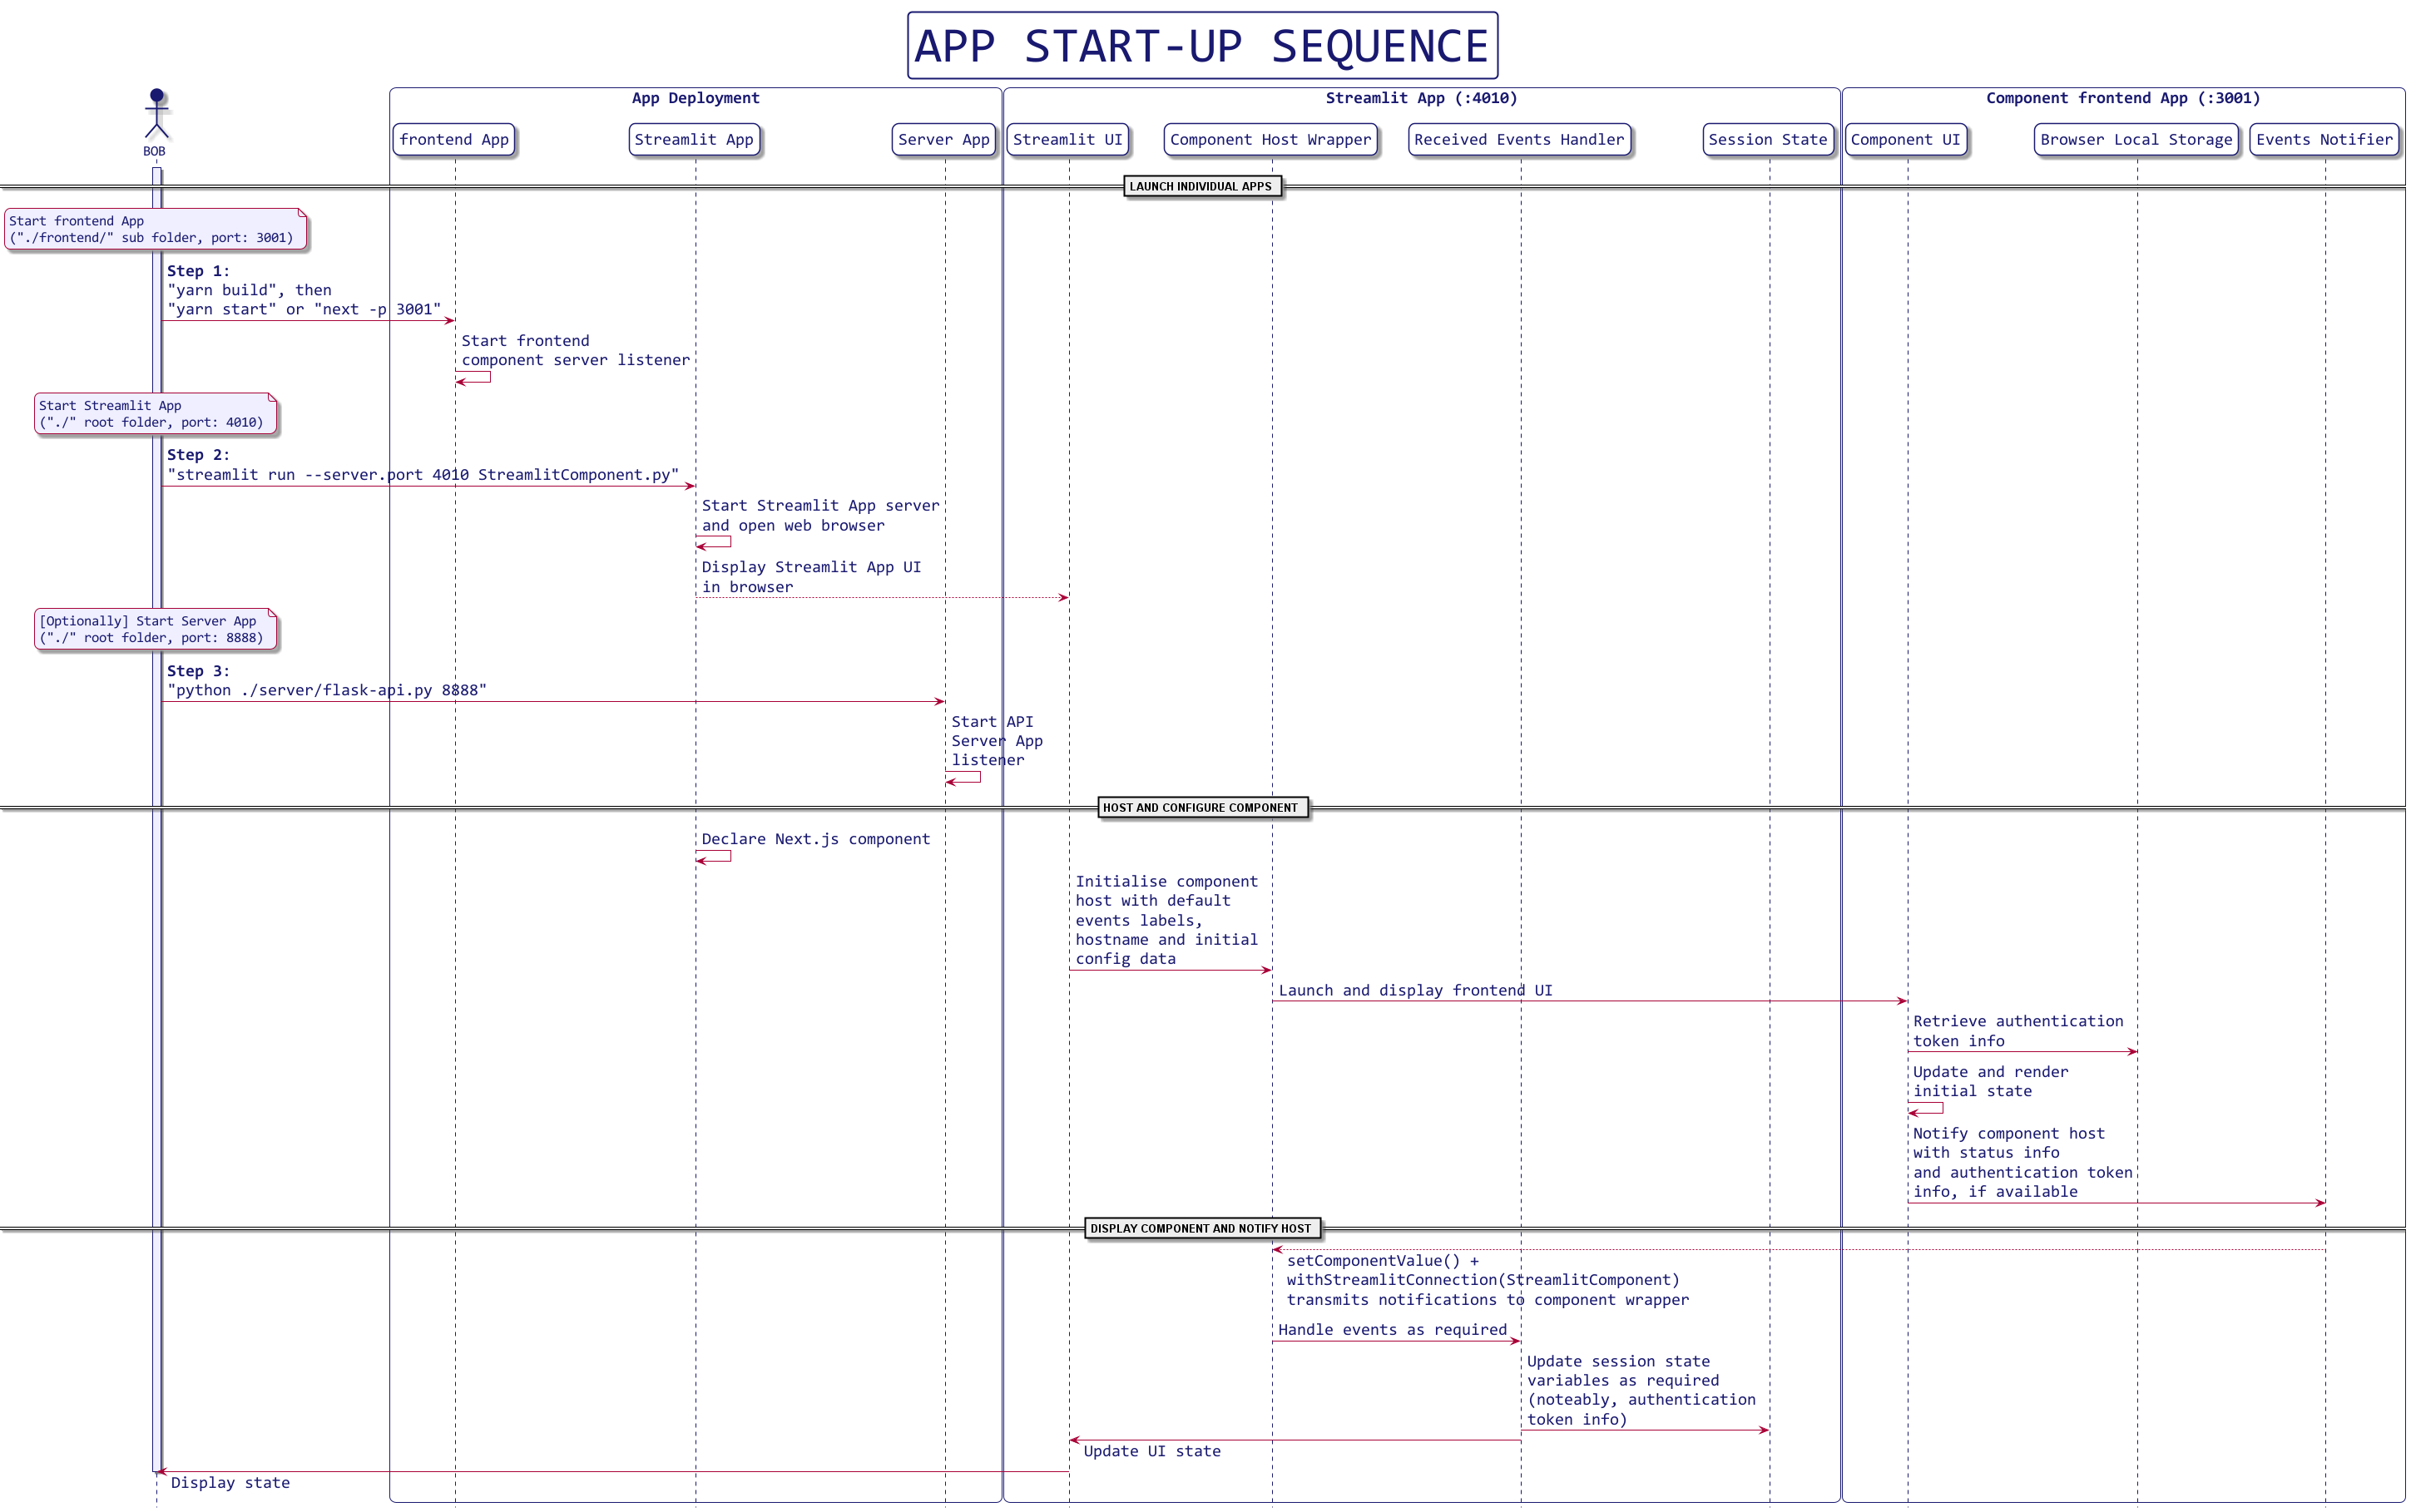 APP START-UP SEQUENCE
App Deployment
Streamlit App (:4010)
Component frontend App (:3001)
BOB
frontend App
Streamlit App
Server App
Streamlit UI
Component Host Wrapper
Received Events Handler
Session State
Component UI
Browser Local Storage
Events Notifier
LAUNCH INDIVIDUAL APPS
Start frontend App
("./frontend/" sub folder, port: 3001)
Step 1:
"yarn build", then
"yarn start" or "next -p 3001"
Start frontend
component server listener
Start Streamlit App
("./" root folder, port: 4010)
Step 2:
"streamlit run --server.port 4010 StreamlitComponent.py"
Start Streamlit App server
and open web browser
Display Streamlit App UI
in browser
[Optionally] Start Server App
("./" root folder, port: 8888)
Step 3:
"python ./server/flask-api.py 8888"
Start API
Server App
listener
HOST AND CONFIGURE COMPONENT
Declare Next.js component
Initialise component
host with default
events labels,
hostname and initial
config data
Launch and display frontend UI
Retrieve authentication
token info
Update and render
initial state
Notify component host
with status info
and authentication token
info, if available
DISPLAY COMPONENT AND NOTIFY HOST
setComponentValue() +
withStreamlitConnection(StreamlitComponent)
transmits notifications to component wrapper
Handle events as required
Update session state
variables as required
(noteably, authentication
token info)
Update UI state
Display state